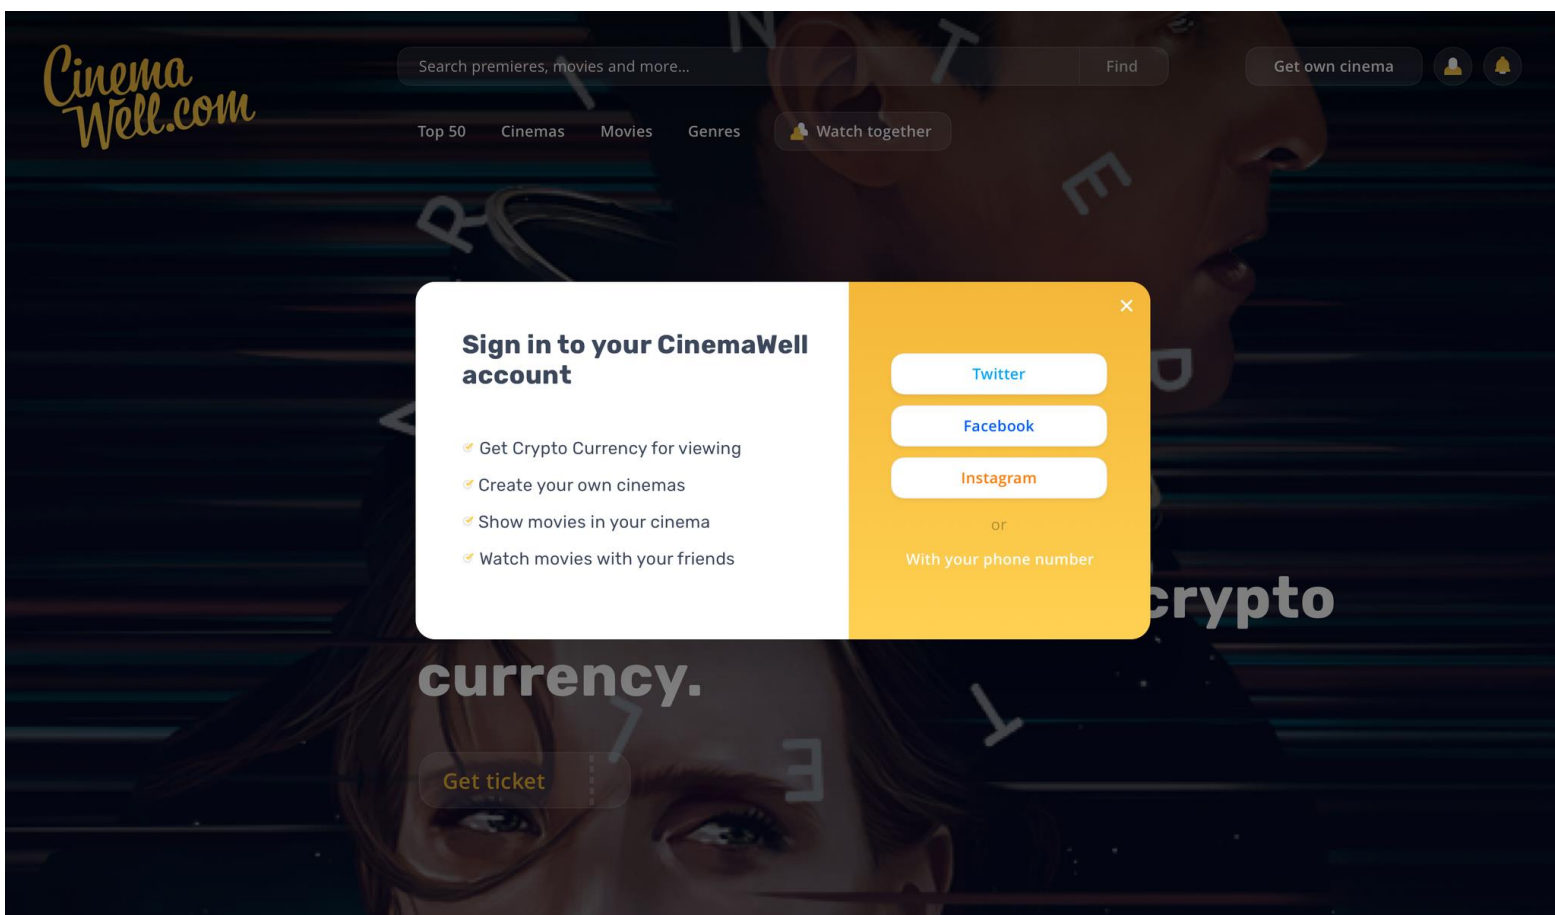 Cinema
Well.com
Search premieres, movies and more...
Find
Get own cinema
Top 50
Cinemas
Movies
Genres
Watch together
Sign in to your CinemaWell
account
Get Crypto Currency for viewing
Create your own cinemas
Show movies in your cinema
Watch movies with your friends
Twitter
Facebook
Instagram
or
With your phone number
crypto
currency.
Get ticket